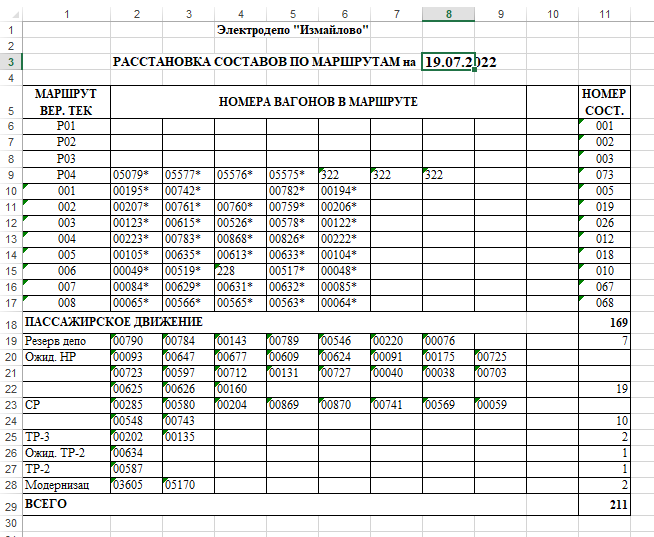 1 2 3 4 5 6 7 8 9 10 11
1 Электродепо "Измайлово"
2
3 РАССТАНОВКА СОСТАВОВ ПО МАРШРУТАМ на 19.07.2022
4
5 МАРШРУТ ВЕР. ТЕК НОМЕРА ВАГОНОВ В МАРШРУТЕ НОМЕР СОСТ.
6 Р01 001
7 Р02 002
8 Р03 003
9 Р04 05079* 05577* 05576* 05575* 322 322 322 073
10 001 00195* 00742* 00782* 00194* 005
11 002 00207* 00761* 00760* 00759* 00206* 019
12 003 00123* 00615* 00526* 00578* 00122* 026
13 004 00223* 00783* 00868* 00826* 00222* 012
14 005 00105* 00635* 00613* 00633* 00104* 018
15 006 00049* 00519* 228 00517* 00048* 010
16 007 00084* 00629* 00631* 00632* 00085* 067
17 008 00065* 00566* 00565* 00563* 00064* 068
18 ПАССАЖИРСКОЕ ДВИЖЕНИЕ 169
19 Резерв депо 00790 00784 00143 00789 00546 00220 00076 7
20 Ожид. НР 00093 00647 00677 00609 00624 00091 00175 00725
21 00723 00597 00712 00131 00727 00040 00038 00703
22 00625 00626 00160 19
23 СР 00285 00580 00204 00869 00870 00741 00569 00059
24 00548 00743 10
25 ТР-3 00202 00135 2
26 Ожид. ТР-2 00634 1
27 ТР-2 00587 1
28 Модернизац 03605 05170 2
29 ВСЕГО 211
30